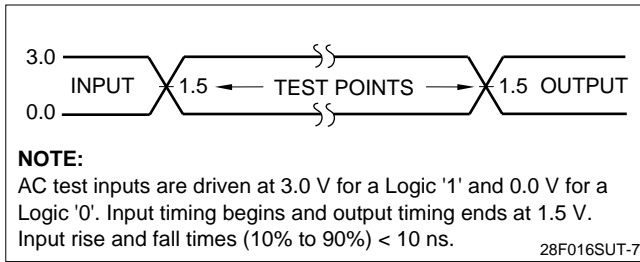 3.0
INPUT 1.5 TEST POINTS 1.5 OUTPUT
0.0
NOTE:
AC test inputs are driven at 3.0 V for a Logic '1' and 0.0 V for a
Logic '0'. Input timing begins and output timing ends at 1.5 V.
Input rise and fall times (10% to 90%) < 10 ns.
28F016SUT-7